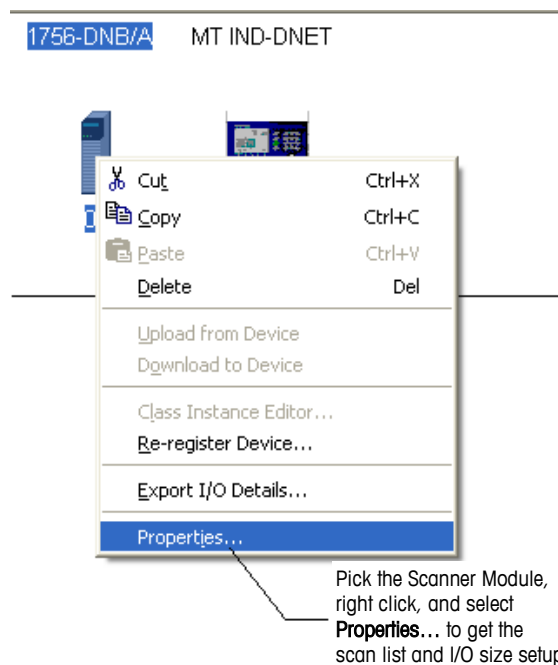 1756-DNB/A MT IND-DNET
Cut Ctrl+X
Copy Ctrl+C
Paste Ctrl+V
Delete Del
Upload from Device
Download to Device
Class Instance Editor...
Re-register Device...
Export I/O Details...
Properties...
Pick the Scanner Module,
right click, and select
Properties... to get the
scan list and I/O size setup